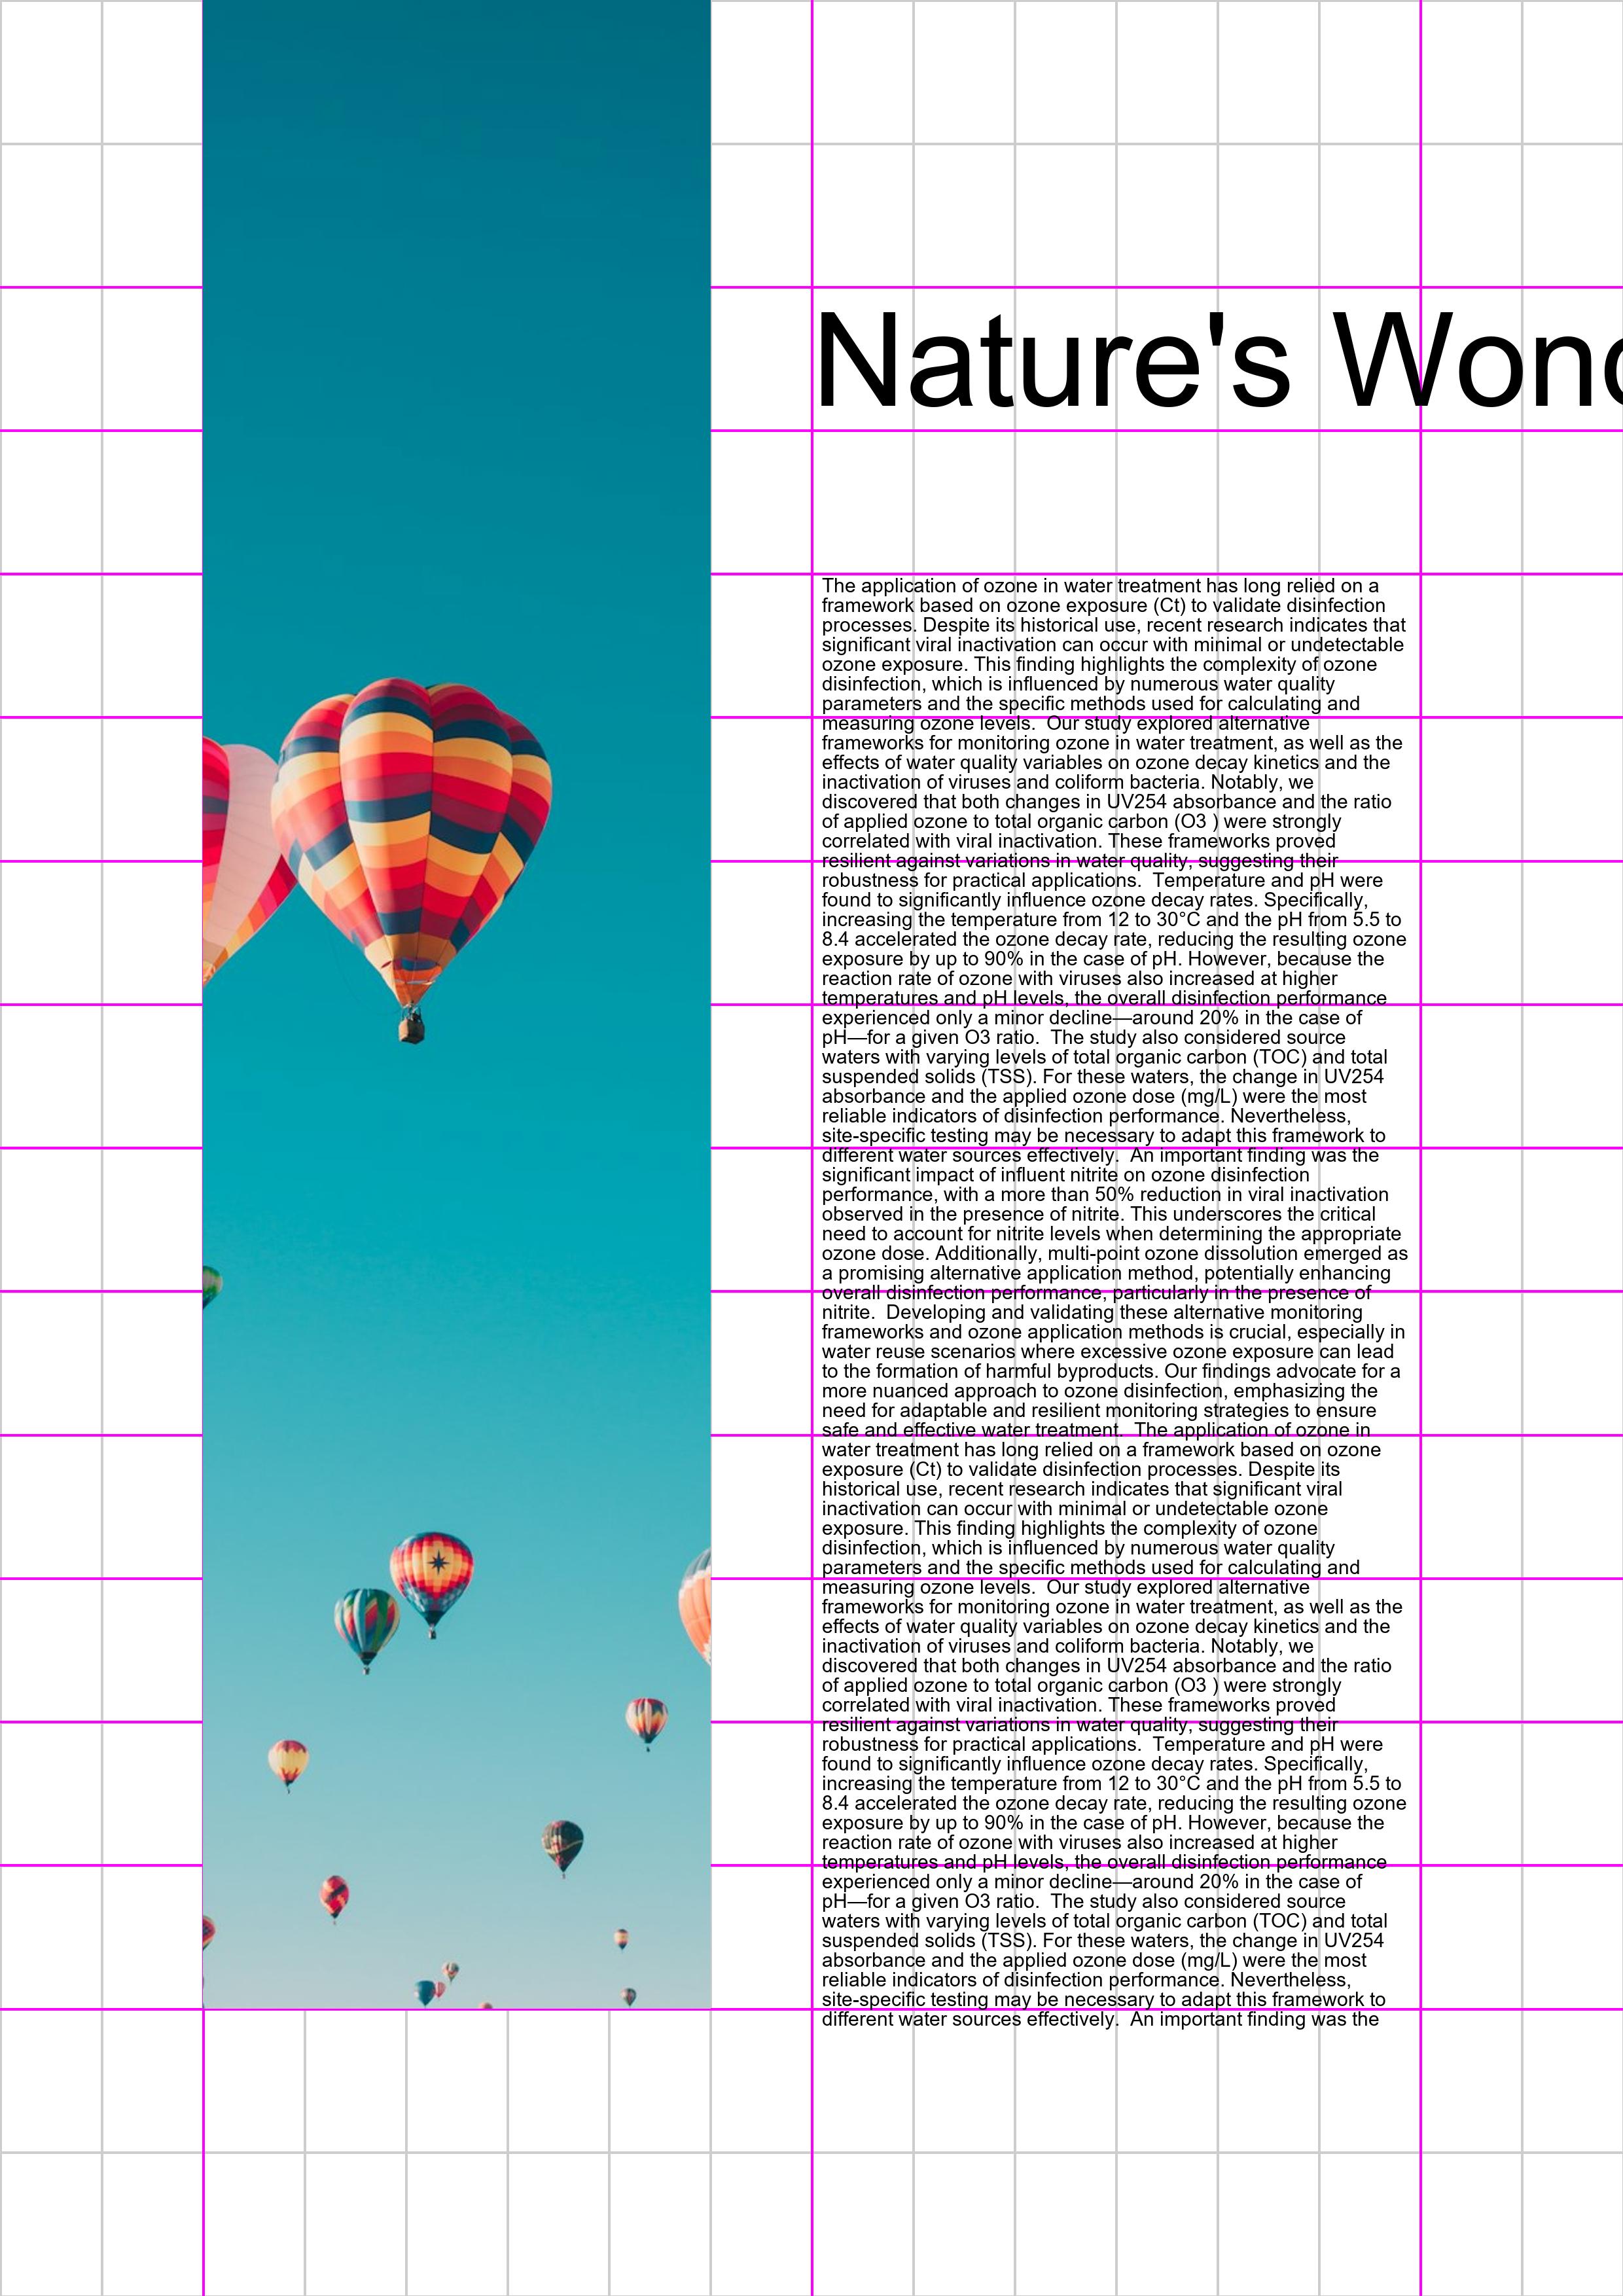 Nature's Wond
The application of ozone in water treatment has long relied on a
framework based on ozone exposure (Ct) to validate disinfection
processes. Despite its historical use, recent research indicates that
significant viral inactivation can occur with minimal or undetectable
ozone exposure. This finding highlights the complexity of ozone
disinfection, which is influenced by numerous water quality
parameters and the specific methods used for calculating and
measuring ozone levels.  Our study explored alternative
frameworks for monitoring ozone in water treatment, as well as the
effects of water quality variables on ozone decay kinetics and the
inactivation of viruses and coliform bacteria. Notably, we
discovered that both changes in UV254 absorbance and the ratio
of applied ozone to total organic carbon (O3 ) were strongly
correlated with viral inactivation. These frameworks proved
resilient against variations in water quality, suggesting their
robustness for practical applications.  Temperature and pH were
found to significantly influence ozone decay rates. Specifically,
increasing the temperature from 12 to 30°C and the pH from 5.5 to
8.4 accelerated the ozone decay rate, reducing the resulting ozone
exposure by up to 90% in the case of pH. However, because the
reaction rate of ozone with viruses also increased at higher
temperatures and pH levels, the overall disinfection performance
experienced only a minor decline—around 20% in the case of
pH—for a given O3 ratio.  The study also considered source
waters with varying levels of total organic carbon (TOC) and total
suspended solids (TSS). For these waters, the change in UV254
absorbance and the applied ozone dose (mg/L) were the most
reliable indicators of disinfection performance. Nevertheless,
site-specific testing may be necessary to adapt this framework to
different water sources effectively.  An important finding was the
significant impact of influent nitrite on ozone disinfection
performance, with a more than 50% reduction in viral inactivation
observed in the presence of nitrite. This underscores the critical
need to account for nitrite levels when determining the appropriate
ozone dose. Additionally, multi-point ozone dissolution emerged as
a promising alternative application method, potentially enhancing
overall disinfection performance, particularly in the presence of
nitrite.  Developing and validating these alternative monitoring
frameworks and ozone application methods is crucial, especially in
water reuse scenarios where excessive ozone exposure can lead
to the formation of harmful byproducts. Our findings advocate for a
more nuanced approach to ozone disinfection, emphasizing the
need for adaptable and resilient monitoring strategies to ensure
safe and effective water treatment.  The application of ozone in
water treatment has long relied on a framework based on ozone
exposure (Ct) to validate disinfection processes. Despite its
historical use, recent research indicates that significant viral
inactivation can occur with minimal or undetectable ozone
exposure. This finding highlights the complexity of ozone
disinfection, which is influenced by numerous water quality
parameters and the specific methods used for calculating and
measuring ozone levels.  Our study explored alternative
frameworks for monitoring ozone in water treatment, as well as the
effects of water quality variables on ozone decay kinetics and the
inactivation of viruses and coliform bacteria. Notably, we
discovered that both changes in UV254 absorbance and the ratio
of applied ozone to total organic carbon (O3 ) were strongly
correlated with viral inactivation. These frameworks proved
resilient against variations in water quality, suggesting their
robustness for practical applications.  Temperature and pH were
found to significantly influence ozone decay rates. Specifically,
increasing the temperature from 12 to 30°C and the pH from 5.5 to
8.4 accelerated the ozone decay rate, reducing the resulting ozone
exposure by up to 90% in the case of pH. However, because the
reaction rate of ozone with viruses also increased at higher
temperatures and pH levels, the overall disinfection performance
experienced only a minor decline—around 20% in the case of
pH—for a given O3 ratio.  The study also considered source
waters with varying levels of total organic carbon (TOC) and total
suspended solids (TSS). For these waters, the change in UV254
absorbance and the applied ozone dose (mg/L) were the most
reliable indicators of disinfection performance. Nevertheless,
site-specific testing may be necessary to adapt this framework to
different water sources effectively.  An important finding was the